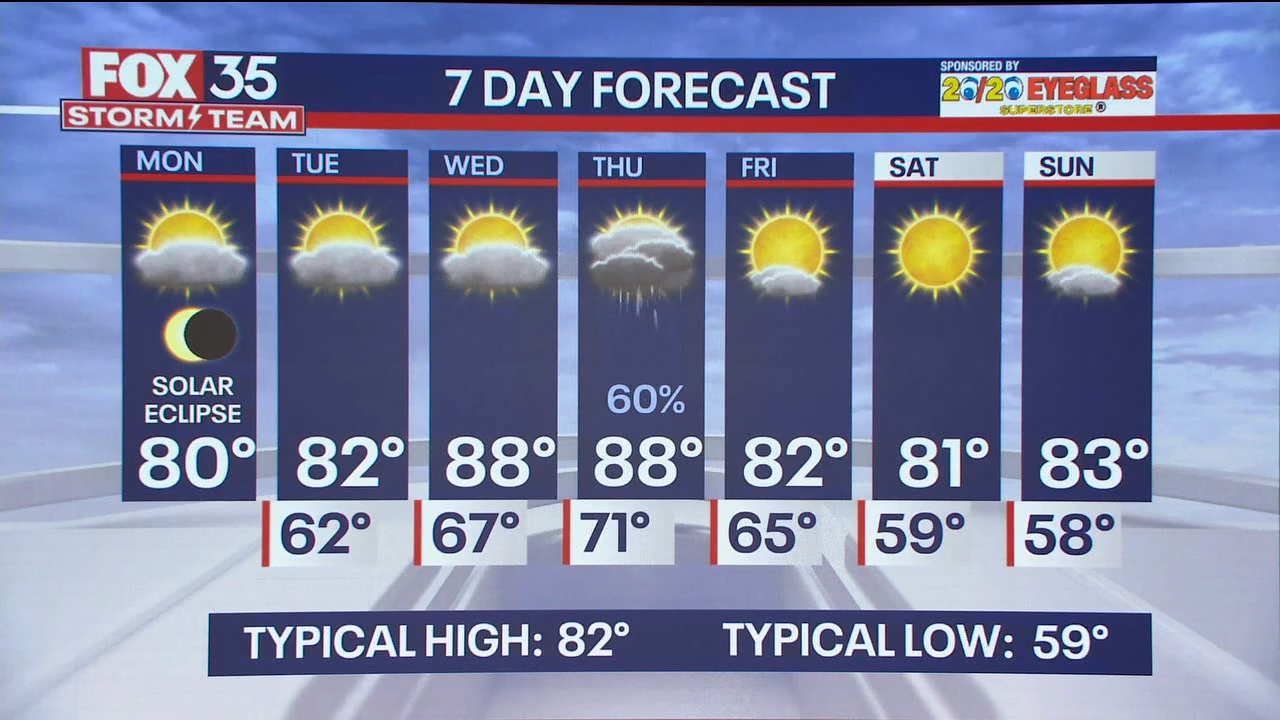 FOX 35
STORM TEAM
7 DAY FORECAST
SPONSORED BY
20/20 EYEGLASS
SUPERSTORE®
MON TUE WED THU FRI SAT SUN
SOLAR
ECLIPSE
60%
80° 82° 88° 88° 82° 81° 83°
62° 67° 71° 65° 59° 58°
TYPICAL HIGH: 82° TYPICAL LOW: 59°